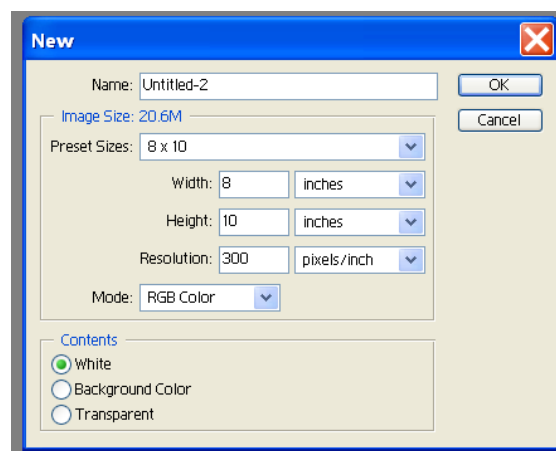 New
Name: Untitled-2
OK
Image Size: 20.6M
Cancel
Preset Sizes: 8 x 10
Width: 8 inches
Height: 10 inches
Resolution: 300 pixels/inch
Mode: RGB Color
Contents
White
Background Color
Transparent